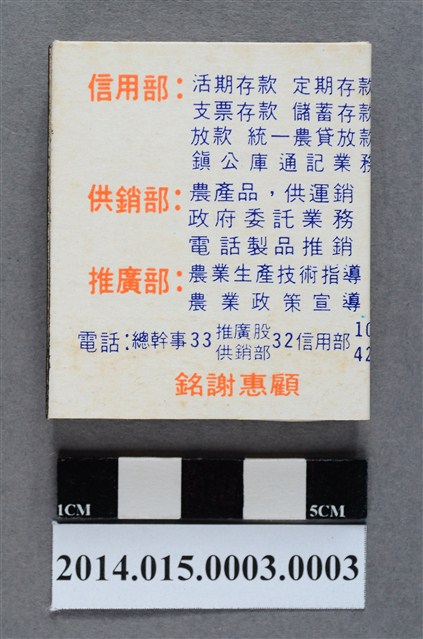 信用部：活期存款 定期存款
支票存款 儲蓄存款
放款 統一農貸放款
鎮公庫通記業務
供銷部：農產品，供運銷
政府委託業務
電話製品推銷
推廣部：農業生產技術指導
農業政策宣導
電話：總幹事33 推廣股 供銷部 32 信用部 10 42
銘謝惠顧
1CM 5CM
2014.015.0003.0003